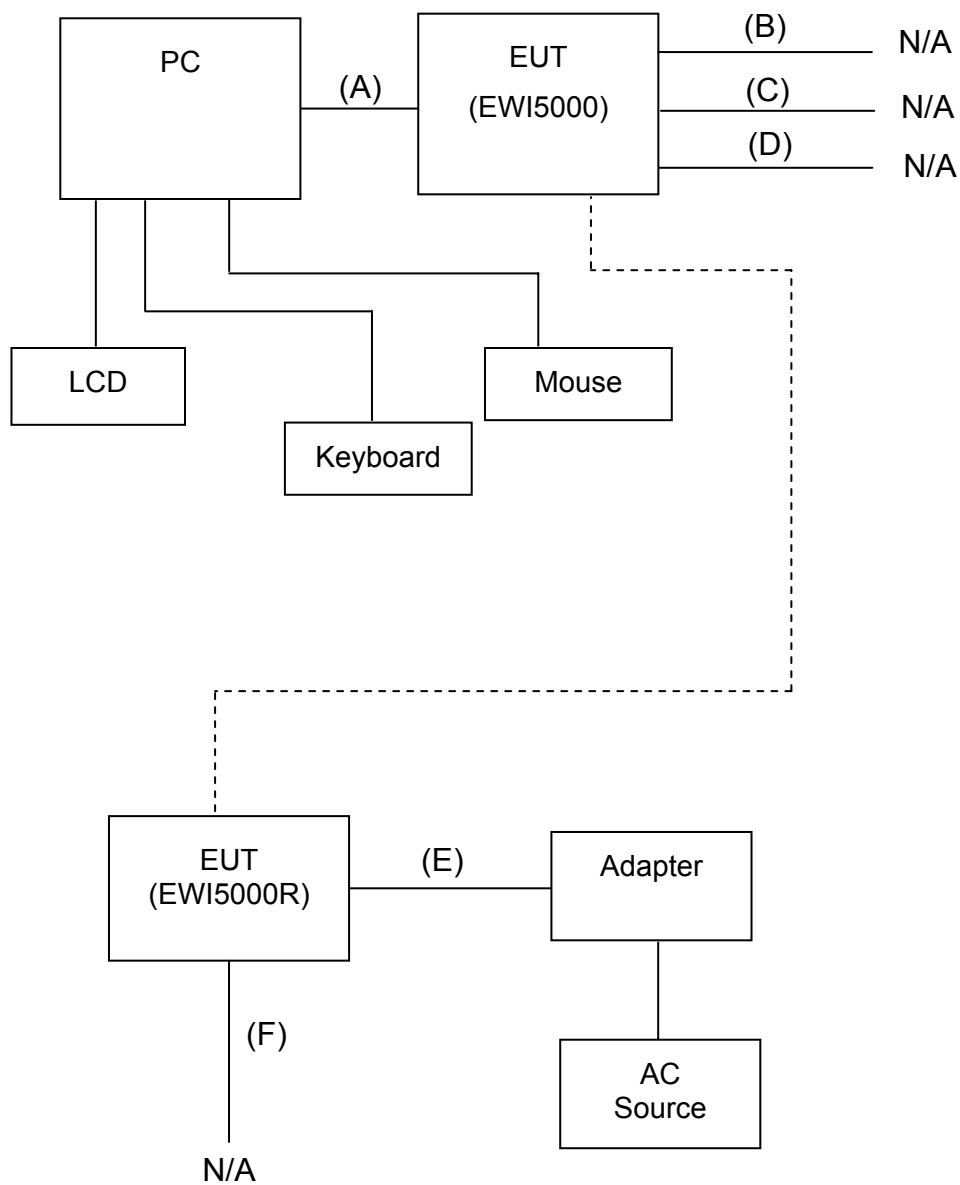 PC
(A)
EUT
(EWI5000)
(B)
N/A
(C)
N/A
(D)
N/A
LCD
Keyboard
Mouse
EUT
(EWI5000R)
(E)
Adapter
(F)
AC
Source
N/A